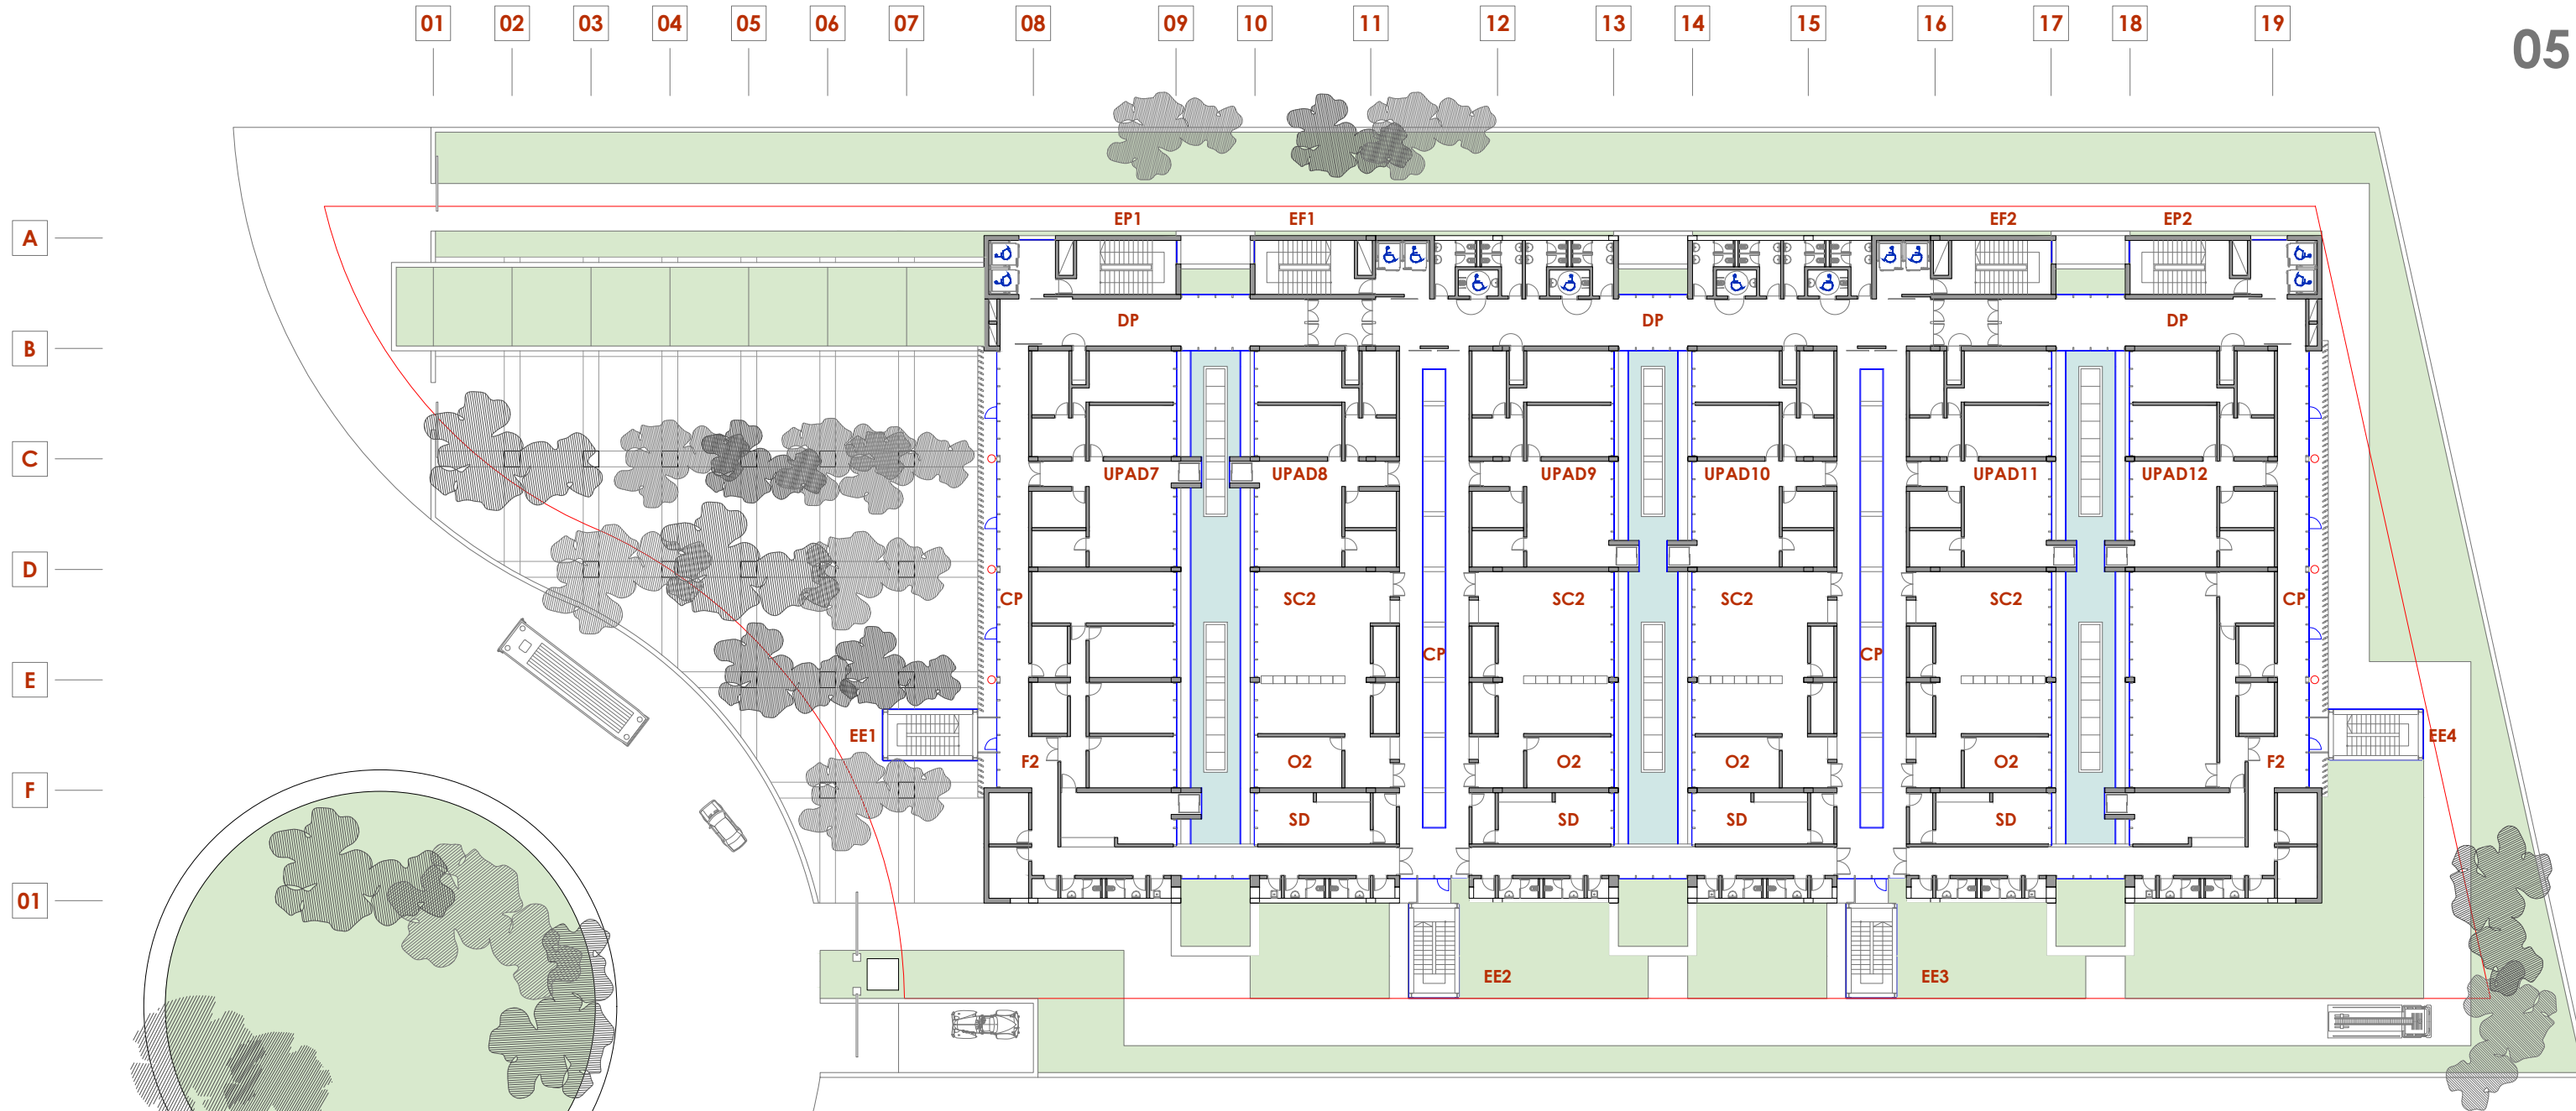 01 02 03 04 05 06 07 08 09 10 11 12 13 14 15 16 17 18 19
05
A
EP1 EF1 EF2 EP2
DP DP DP
B
C
UPAD7 UPAD8 UPAD9 UPAD10 UPAD11 UPAD12
D
CP SC2 SC2 SC2 SC2 CP
CP CP
E
EE1 EE4
F2 O2 O2 O2 O2 F2
F
SD SD SD SD
01
EE2 EE3